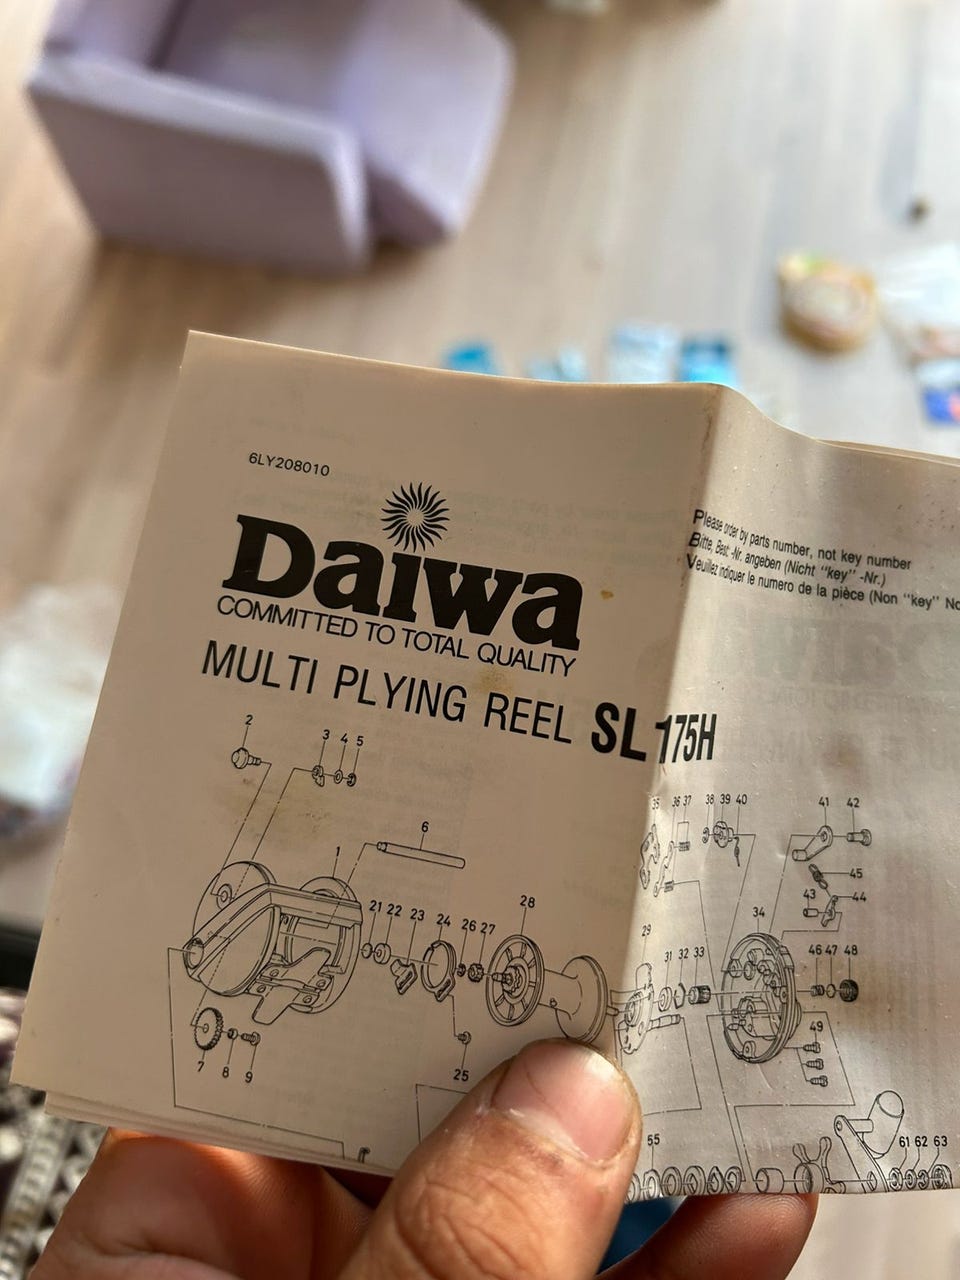 6LY208010
Daiwa
COMMITTED TO TOTAL QUALITY
MULTI PLYING REEL SL 175H
Please order by parts number, not key number
Bitte, Best.-Nr. angeben (Nicht "key" -Nr.)
Veuillez indiquer le numero de la pièce (Non "key" No
2
3 4 5
6
1
21 22 23 24 26 27
28
7 8 9
25
29
31 32 33
34
35 36 37 38 39 40
41 42
45
43 44
46 47 48
49
55
61 62 63